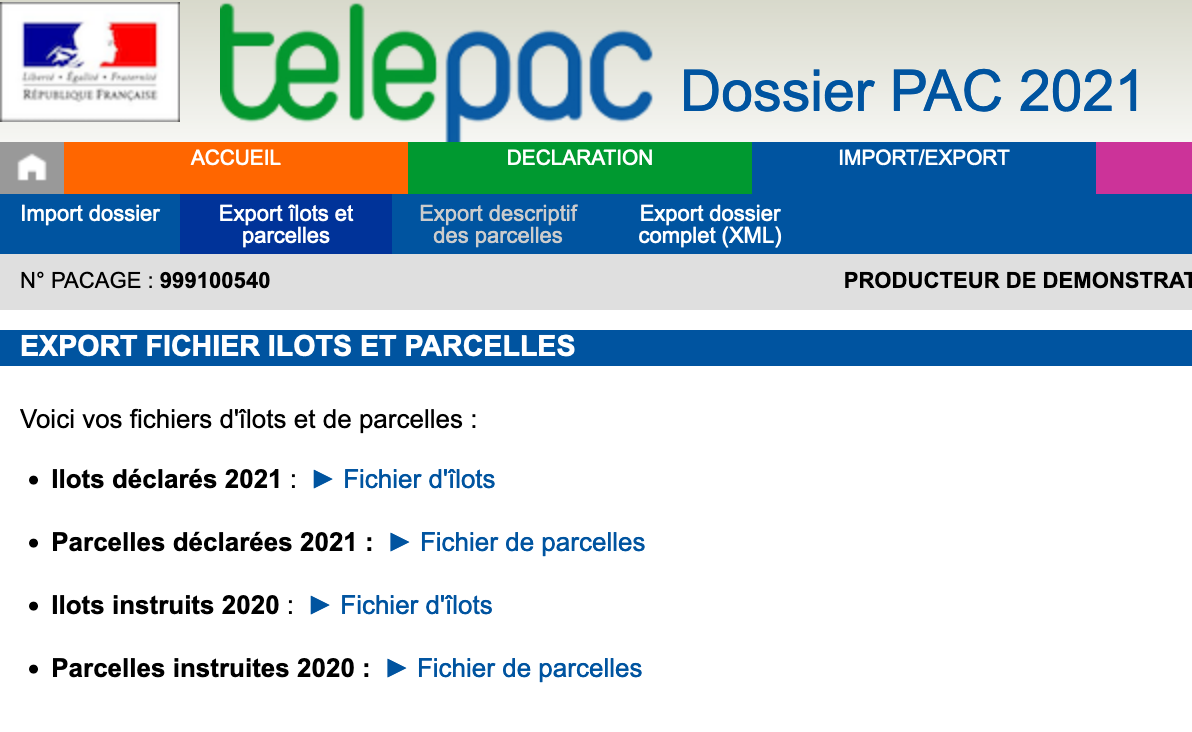 Liberté • Égalité • Fraternité
RÉPUBLIQUE FRANÇAISE
telepac
Dossier PAC 2021
ACCUEIL
DECLARATION
IMPORT/EXPORT
Import dossier
Export îlots et
parcelles
Export descriptif
des parcelles
Export dossier
complet (XML)
N° PACAGE : 999100540
PRODUCTEUR DE DEMONSTRAT
EXPORT FICHIER ILOTS ET PARCELLES
Voici vos fichiers d'îlots et de parcelles :
• Ilots déclarés 2021 : ► Fichier d'îlots
• Parcelles déclarées 2021 : ► Fichier de parcelles
• Ilots instruits 2020 : ► Fichier d'îlots
• Parcelles instruites 2020 : ► Fichier de parcelles